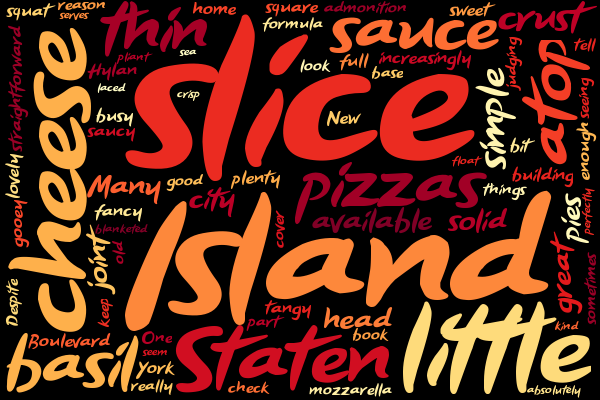 squat
reason
serves
home
square
admonition
sweet
crust
thin
formula
sauce
tell
straightforward
plant
sea
look
full
increasingly
judging
atop
Hylan
base
seeing
cheese
laced
crisp
slice
simple
enough
busy
New
saucy
bit
float
building
lovely
Many
good
plenty
pizzas
things
gooey
fancy
city
available
solid
pies
perfectly
blanketed
cover
joint
old
Island
great
sometimes
Despite
keep
tangy
head
little
part
book
kind
Boulevard
One
Staten
basil
seem
York
really
check
mozzarella
absolutely